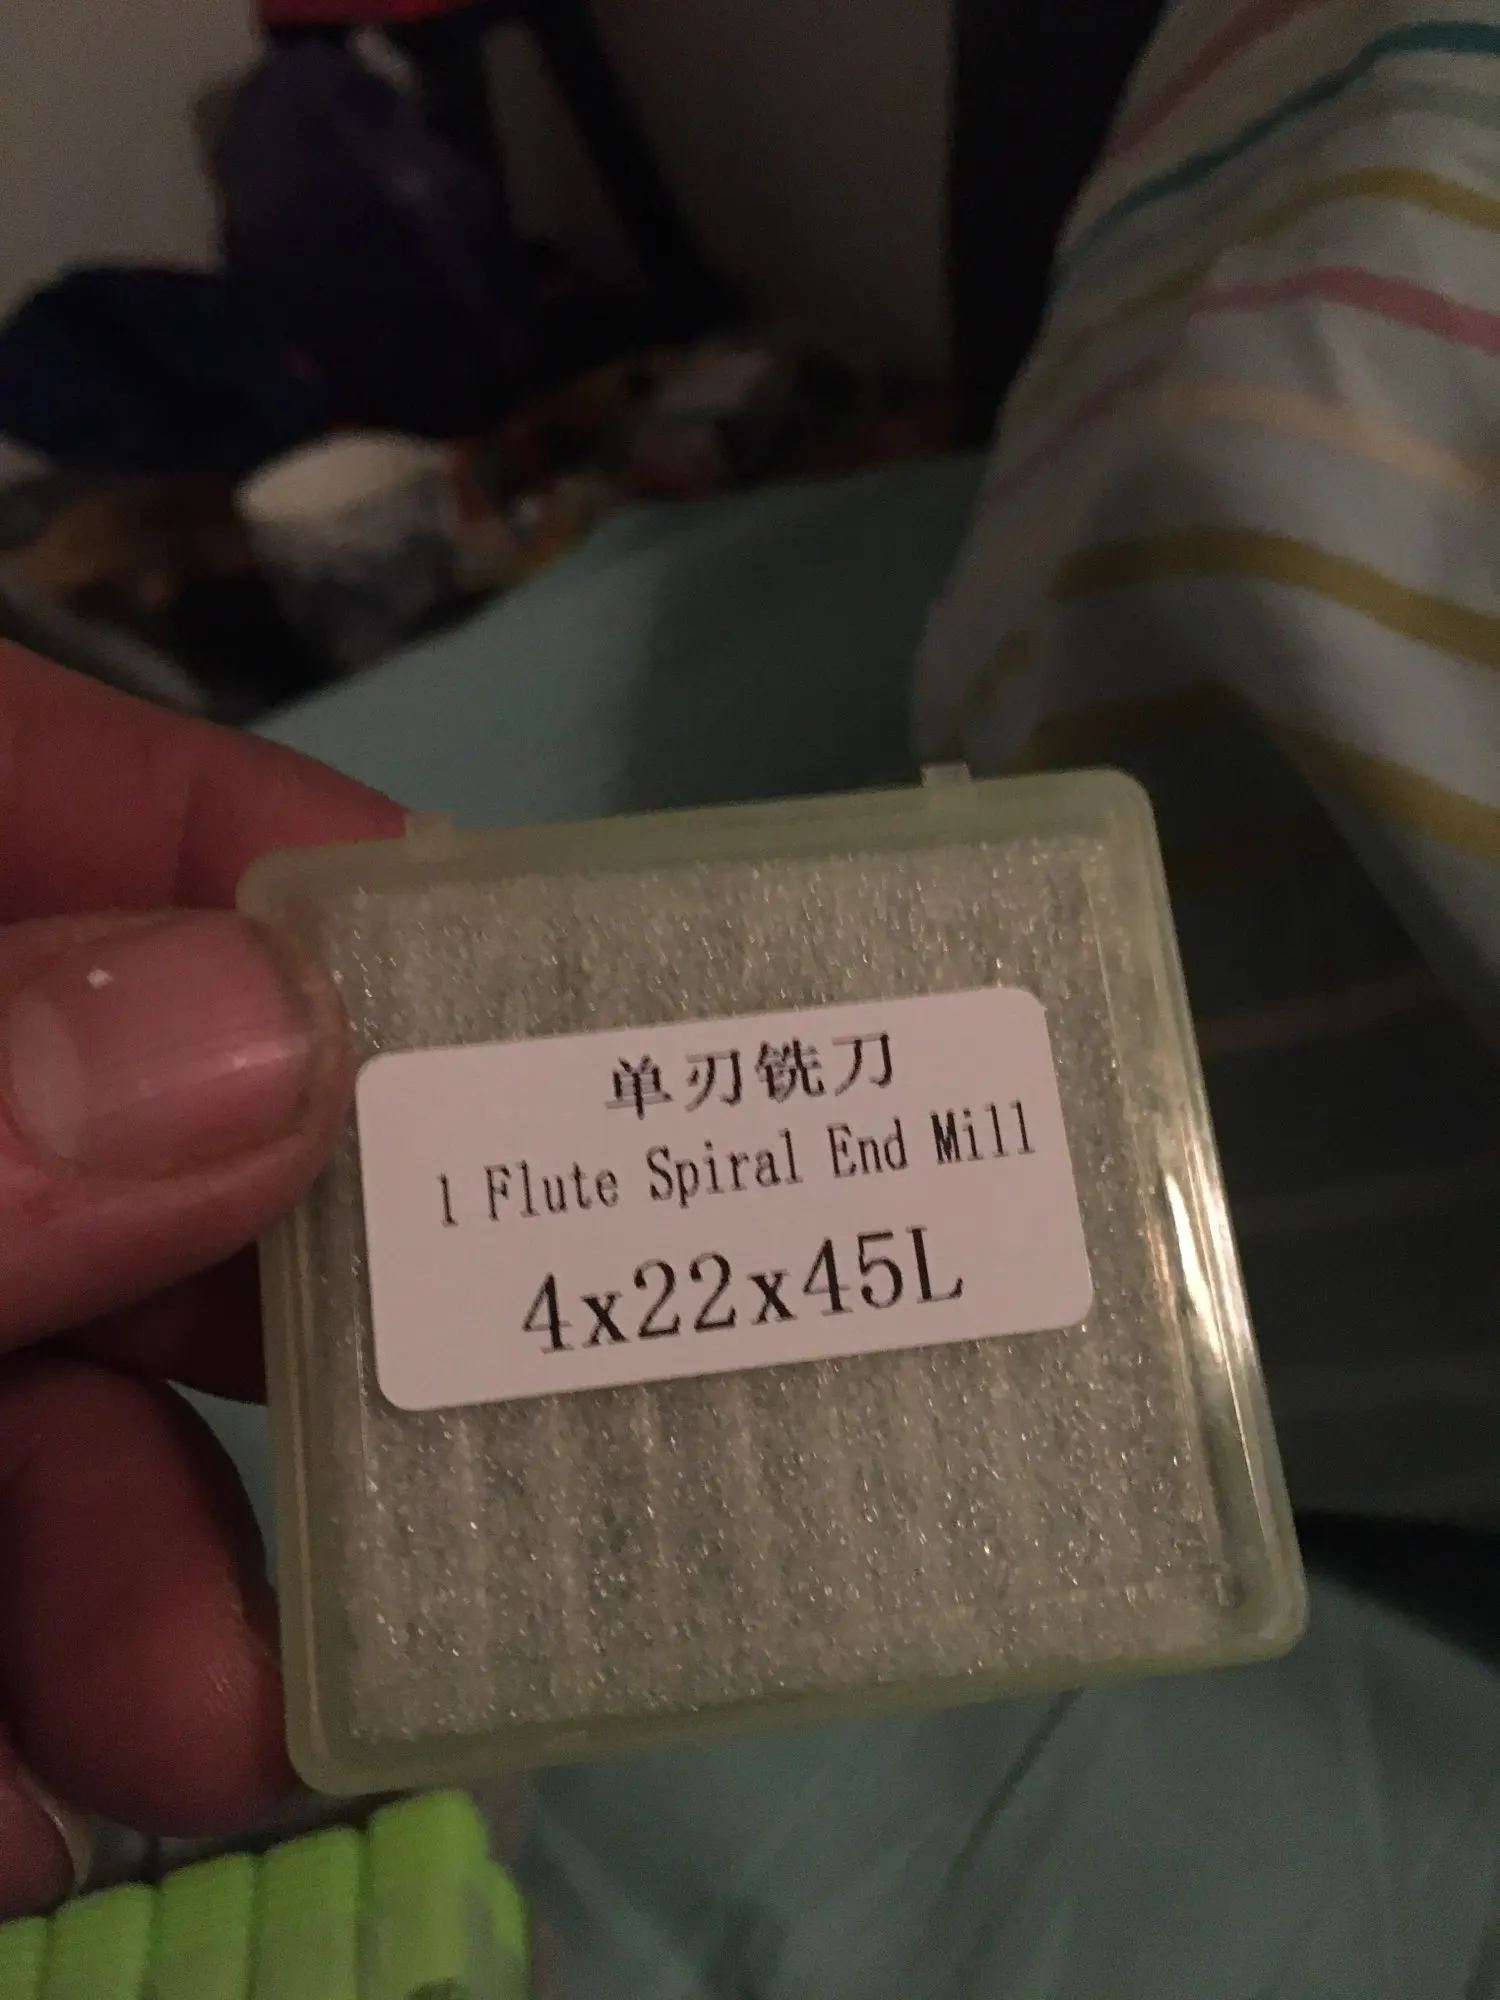 单刃铣刀
1 Flute Spiral End Mill
4x22x45L